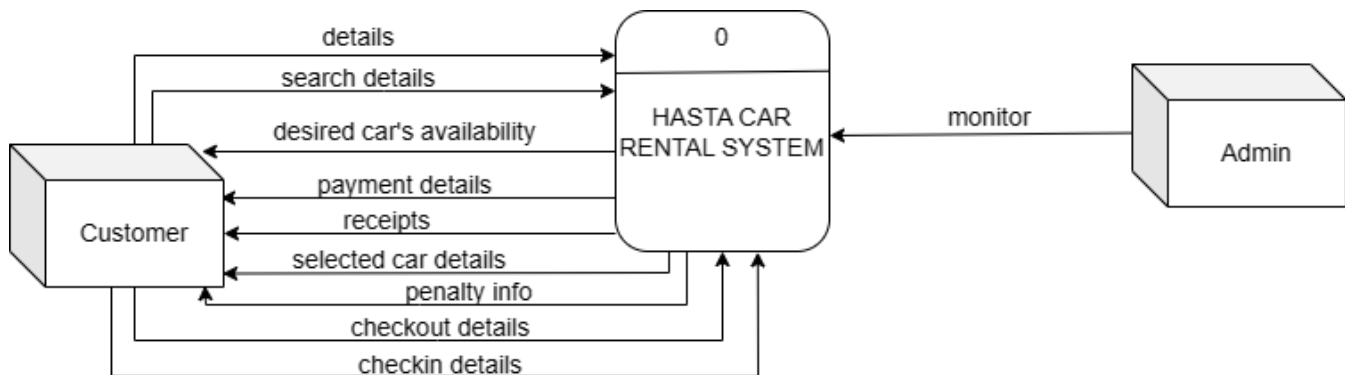 details
0
search details
HASTA CAR
RENTAL SYSTEM
monitor
desired car's availability
Admin
payment details
receipts
Customer
selected car details
penalty info
checkout details
checkin details